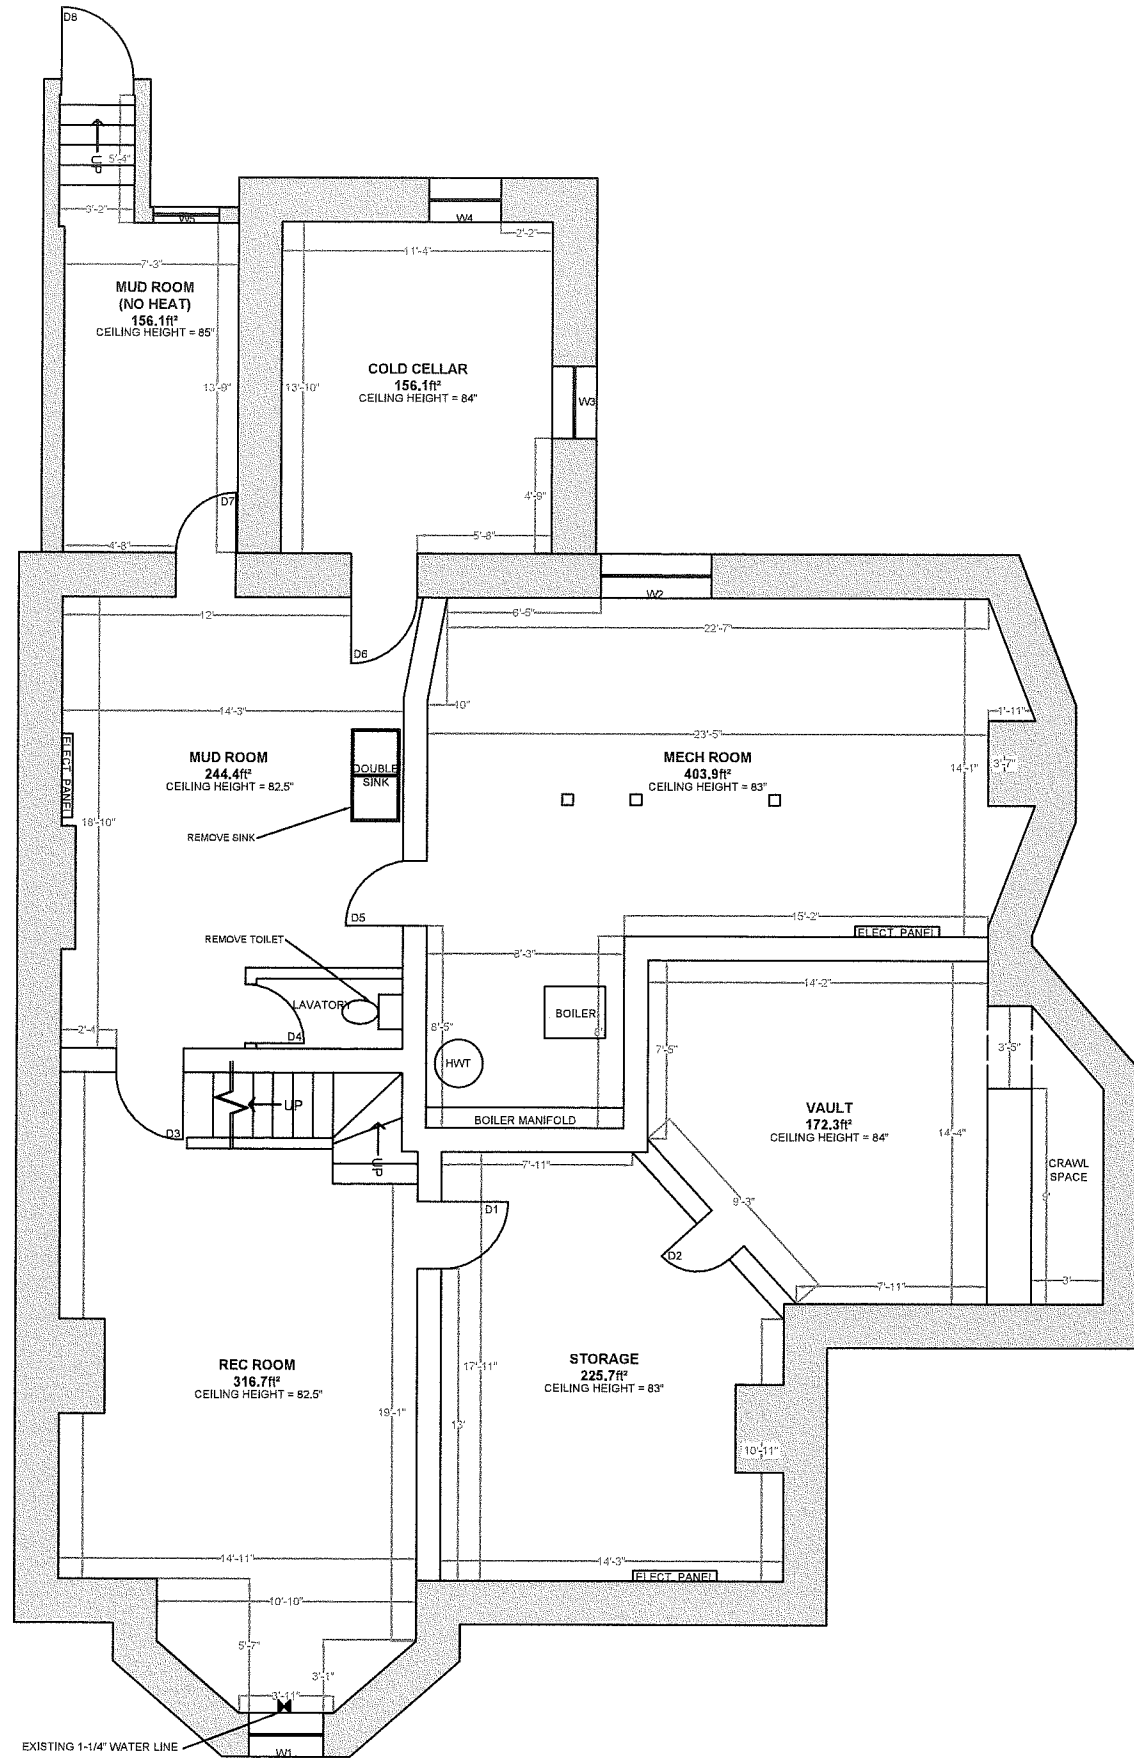 D8
UP
5'-4"
6'-2"
W5
W4
2'-2"
11'-4"
7'-3"
MUD ROOM
(NO HEAT)
156.1ft²
CEILING HEIGHT = 85"
13'-9"
13'-10"
COLD CELLAR
156.1ft²
CEILING HEIGHT = 84"
W3
4'-9"
D7
4'-8"
5'-8"
W2
12'
6'-5"
22'-7"
D6
10"
14'-3"
1'-11"
23'-5"
ELECT. PANEL
MUD ROOM
244.4ft²
CEILING HEIGHT = 82.5"
DOUBLE
SINK
MECH ROOM
403.9ft²
CEILING HEIGHT = 83"
14'-1"
3'-7"
18'-10"
REMOVE SINK
D5
15'-2"
ELECT. PANEL
REMOVE TOILET
8'-3"
14'-2"
LAVATORY
BOILER
2'-4"
D4
8'-5"
8'
7'-5"
3'-5"
HWT
UP
BOILER MANIFOLD
VAULT
172.3ft²
CEILING HEIGHT = 84"
14'-4"
D3
UP
7'-11"
CRAWL
SPACE
9'
9'-3"
D1
D2
7'-11"
3'
REC ROOM
316.7ft²
CEILING HEIGHT = 82.5"
17'-11"
STORAGE
225.7ft²
CEILING HEIGHT = 83"
19'-1"
13'
10'-11"
14'-11"
14'-3"
ELECT. PANEL
10'-10"
5'-7"
3'-1"
3'-11"
EXISTING 1-1/4" WATER LINE
W1